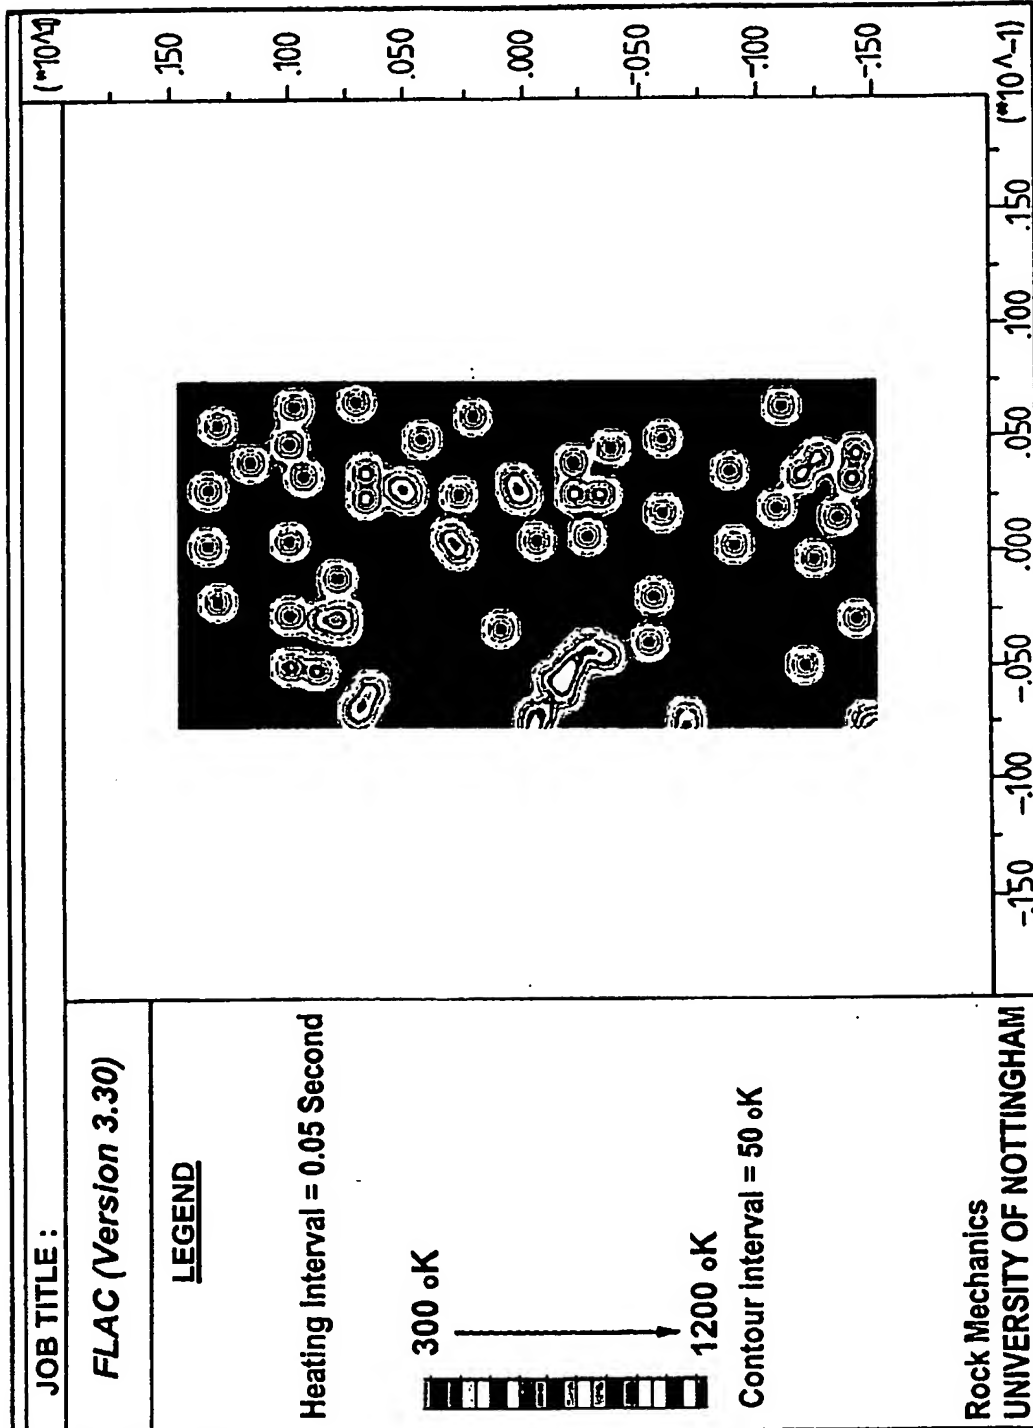 JOB TITLE :
FLAC (Version 3.30)
LEGEND
Heating Interval = 0.05 Second
300 oK
1200 oK
Contour interval = 50 oK
Rock Mechanics
UNIVERSITY OF NOTTINGHAM
.150
.100
.050
.000
-.050
-.100
-.150
-.150 -.100 -.050 .000 .050 .100 .150 (*10^-1)